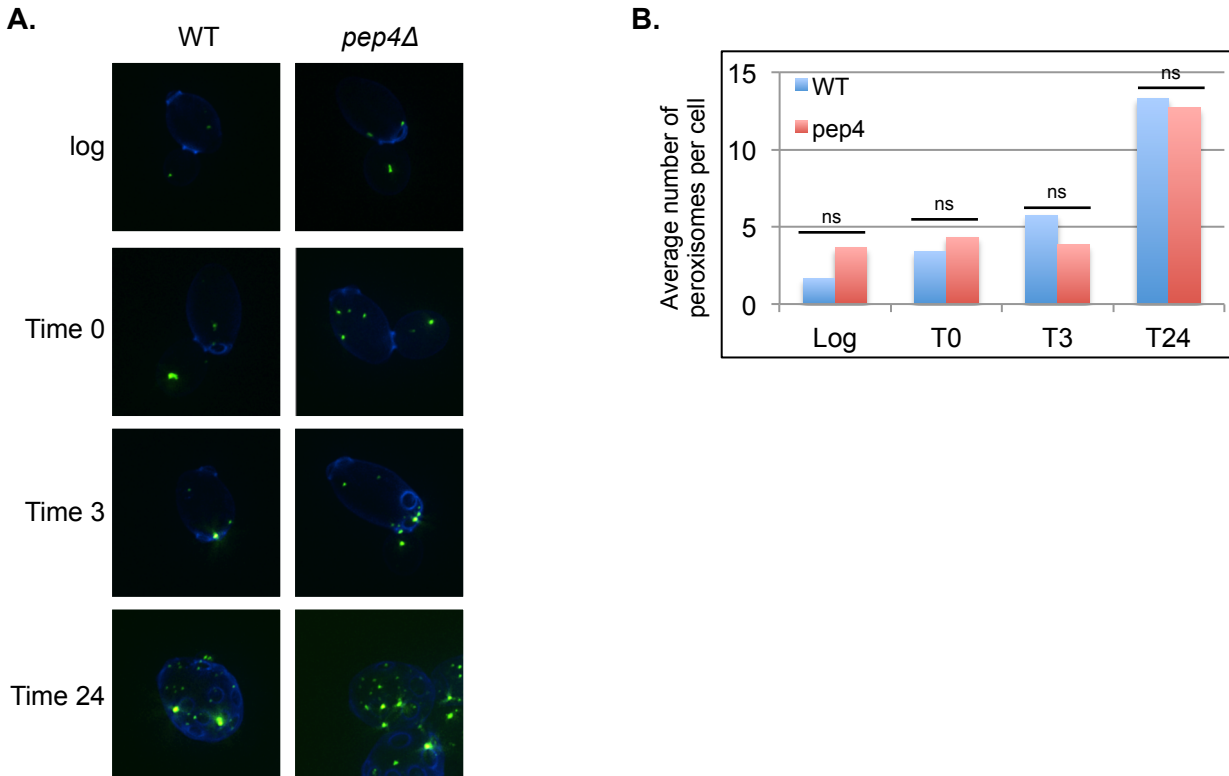 A.
WT pep4Δ
log
Time 0
Time 3
Time 24
B.
Average number of
peroxisomes per cell
15
10
5
0
WT
pep4
ns
ns
ns
ns
Log T0 T3 T24